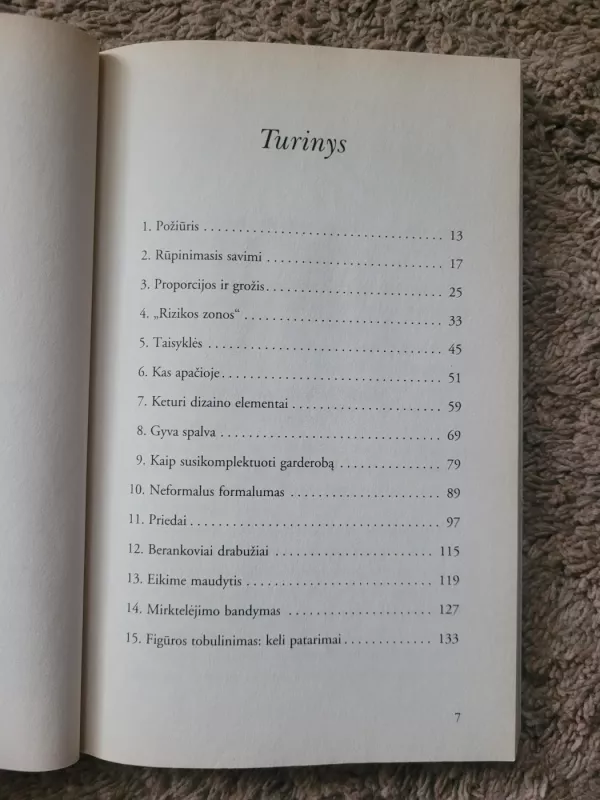 Turinys
1. Požiūris . . . . . . . . . . . . . . . . . . . . . . . . . . . . . . . . . . 13
2. Rūpinimasis savimi . . . . . . . . . . . . . . . . . . . . . . . . . 17
3. Proporcijos ir grožis. . . . . . . . . . . . . . . . . . . . . . . . . 25
4. „Rizikos zonos“ . . . . . . . . . . . . . . . . . . . . . . . . . . . . 33
5. Taisyklės . . . . . . . . . . . . . . . . . . . . . . . . . . . . . . . . . 45
6. Kas apačioje. . . . . . . . . . . . . . . . . . . . . . . . . . . . . . . 51
7. Keturi dizaino elementai . . . . . . . . . . . . . . . . . . . . . 59
8. Gyva spalva . . . . . . . . . . . . . . . . . . . . . . . . . . . . . . . 69
9. Kaip susikomplektuoti garderobą . . . . . . . . . . . . . . 79
10. Neformalus formalumas . . . . . . . . . . . . . . . . . . . . . 89
11. Priedai . . . . . . . . . . . . . . . . . . . . . . . . . . . . . . . . . . 97
12. Berankoviai drabužiai . . . . . . . . . . . . . . . . . . . . . . 115
13. Eikime maudytis . . . . . . . . . . . . . . . . . . . . . . . . . . 119
14. Mirktelėjimo bandymas . . . . . . . . . . . . . . . . . . . . 127
15. Figūros tobulinimas: keli patarimai . . . . . . . . . . . . . 133
7